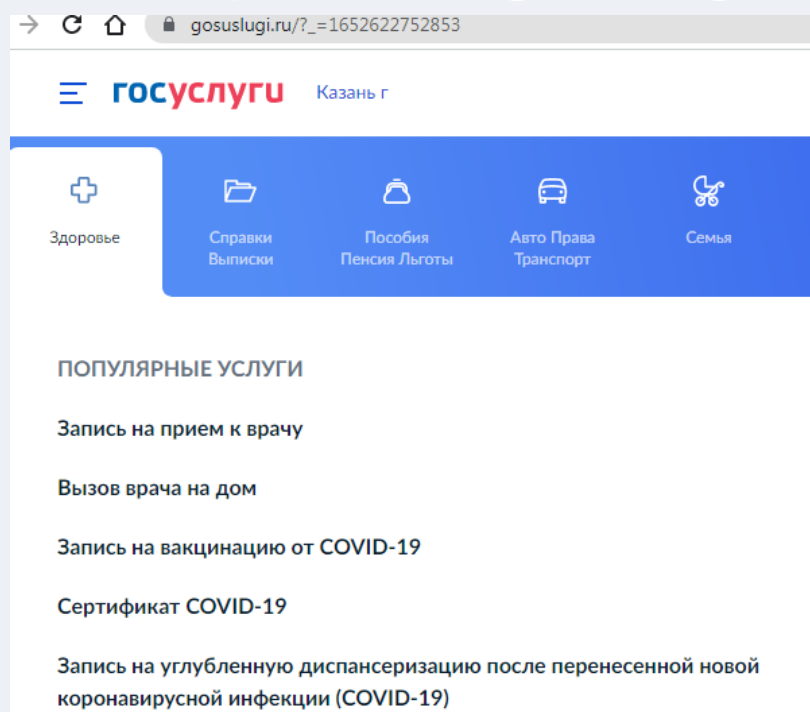 gosuslugi.ru/?_=1652622752853
госуслуги Казань г
Здоровье
Справки
Выписки
Пособия
Пенсия Льготы
Авто Права
Транспорт
Семья
ПОПУЛЯРНЫЕ УСЛУГИ
Запись на прием к врачу
Вызов врача на дом
Запись на вакцинацию от COVID-19
Сертификат COVID-19
Запись на углубленную диспансеризацию после перенесенной новой
коронавирусной инфекции (COVID-19)